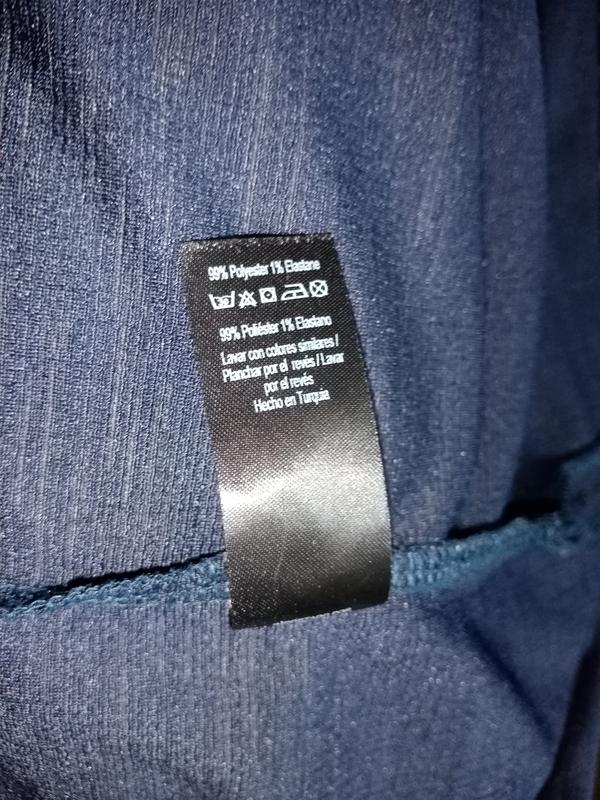 99% Polyester 1% Elastane
99% Poliéster 1% Elastano
Lavar con colores similares /
Planchar por el revés / Lavar
por el revés
Hecho en Turquia